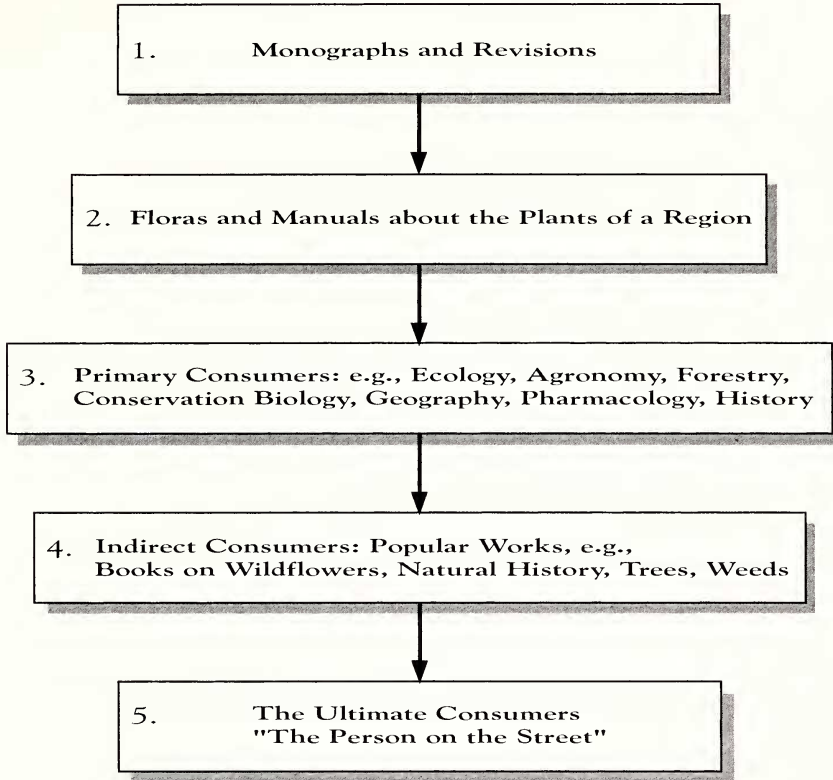 1. Monographs and Revisions
2. Floras and Manuals about the Plants of a Region
3. Primary Consumers: e.g., Ecology, Agronomy, Forestry,
Conservation Biology, Geography, Pharmacology, History
4. Indirect Consumers: Popular Works, e.g.,
Books on Wildflowers, Natural History, Trees, Weeds
5. The Ultimate Consumers
"The Person on the Street"